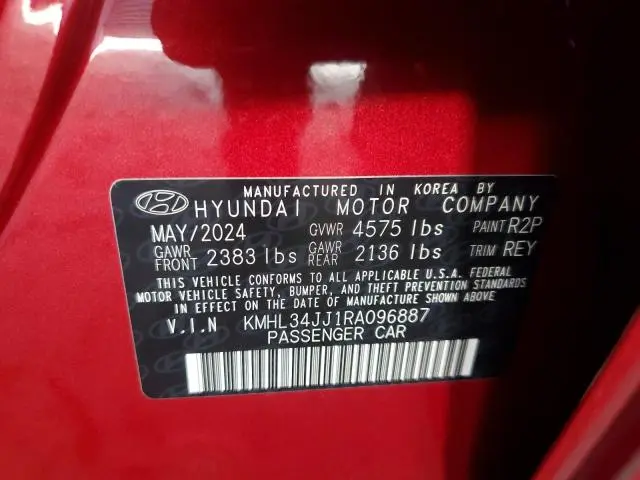 MANUFACTURED IN KOREA BY
HYUNDAI MOTOR COMPANY
MAY/2024 GVWR 4575 lbs PAINT R2P
GAWR FRONT 2383 lbs GAWR REAR 2136 lbs TRIM REY
THIS VEHICLE CONFORMS TO ALL APPLICABLE U.S.A. FEDERAL
MOTOR VEHICLE SAFETY, BUMPER, AND THEFT PREVENTION STANDARDS
IN EFFECT ON THE DATE OF MANUFACTURE SHOWN ABOVE
V.I.N KMHL34JJ1RA096887
PASSENGER CAR